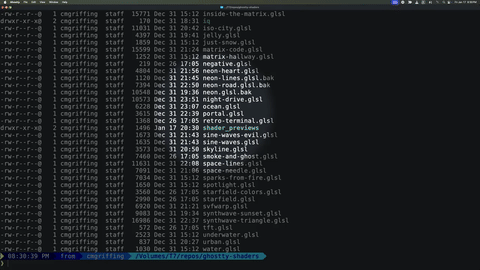 -rw-r--r--@ 1 cmgriffing staff 15771 Dec 31 15:12 inside-the-matrix.glsl
drwxr-xr-x@ 2 cmgriffing staff 170 Dec 31 18:31 iq
-rw-r--r--@ 1 cmgriffing staff 11031 Dec 31 20:42 iso-city.glsl
-rw-r--r--@ 1 cmgriffing staff 4397 Dec 31 19:41 jelly.glsl
-rw-r--r--@ 1 cmgriffing staff 1859 Dec 31 15:12 just-snow.glsl
-rw-r--r--@ 1 cmgriffing staff 2944 Dec 31 15:24 matrix-code.glsl
-rw-r--r--@ 1 cmgriffing staff 1252 Dec 31 15:12 matrix-hallway.glsl
-rw-r--r--@ 1 cmgriffing staff 219 Dec 26 17:05 negative.glsl
-rw-r--r--@ 1 cmgriffing staff 4804 Dec 31 21:56 neon-heart.glsl
-rw-r--r--@ 1 cmgriffing staff 1120 Dec 31 21:45 neon-lines.glsl.bak
-rw-r--r--@ 1 cmgriffing staff 7394 Dec 31 22:50 neon-road.glsl.bak
-rw-r--r--@ 1 cmgriffing staff 10548 Dec 31 17:58 neon.glsl.bak
-rw-r--r--@ 1 cmgriffing staff 10573 Dec 31 23:51 night-drive.glsl
-rw-r--r--@ 1 cmgriffing staff 6228 Dec 31 23:07 ocean.glsl
-rw-r--r--@ 1 cmgriffing staff 3615 Dec 31 22:39 portal.glsl
-rw-r--r--@ 1 cmgriffing staff 1368 Dec 26 17:05 retro-terminal.glsl
drwxr-xr-x@ 2 cmgriffing staff 1496 Jan 17 20:30 shader_previews
-rw-r--r--@ 1 cmgriffing staff 1673 Dec 31 21:43 sine-waves-evil.glsl
-rw-r--r--@ 1 cmgriffing staff 1635 Dec 31 21:43 sine-waves.glsl
-rw-r--r--@ 1 cmgriffing staff 3573 Dec 31 20:50 skyline.glsl
-rw-r--r--@ 1 cmgriffing staff 7460 Dec 26 17:05 smoke-and-ghost.glsl
-rw-r--r--@ 1 cmgriffing staff 11631 Dec 31 22:08 space-lines.glsl
-rw-r--r--@ 1 cmgriffing staff 7091 Dec 31 21:06 space-needle.glsl
-rw-r--r--@ 1 cmgriffing staff 7934 Dec 31 15:12 sparks-from-fire.glsl
-rw-r--r--@ 1 cmgriffing staff 1650 Dec 31 15:12 spotlight.glsl
-rw-r--r--@ 1 cmgriffing staff 3560 Dec 26 17:05 starfield-colors.glsl
-rw-r--r--@ 1 cmgriffing staff 2990 Dec 26 17:05 starfield.glsl
-rw-r--r--@ 1 cmgriffing staff 6920 Dec 31 21:21 svfwarp.glsl
-rw-r--r--@ 1 cmgriffing staff 9083 Dec 31 19:34 synthwave-sunset.glsl
-rw-r--r--@ 1 cmgriffing staff 16986 Dec 31 22:37 synthwave-triangle.glsl
-rw-r--r--@ 1 cmgriffing staff 572 Dec 26 17:05 tft.glsl
-rw-r--r--@ 1 cmgriffing staff 2523 Dec 31 15:12 underwater.glsl
-rw-r--r--@ 1 cmgriffing staff 837 Dec 31 20:27 urban.glsl
-rw-r--r--@ 1 cmgriffing staff 1030 Dec 31 15:12 water.glsl
08:30:39 PM from cmgriffing /Volumes/T7/repos/ghostty-shaders